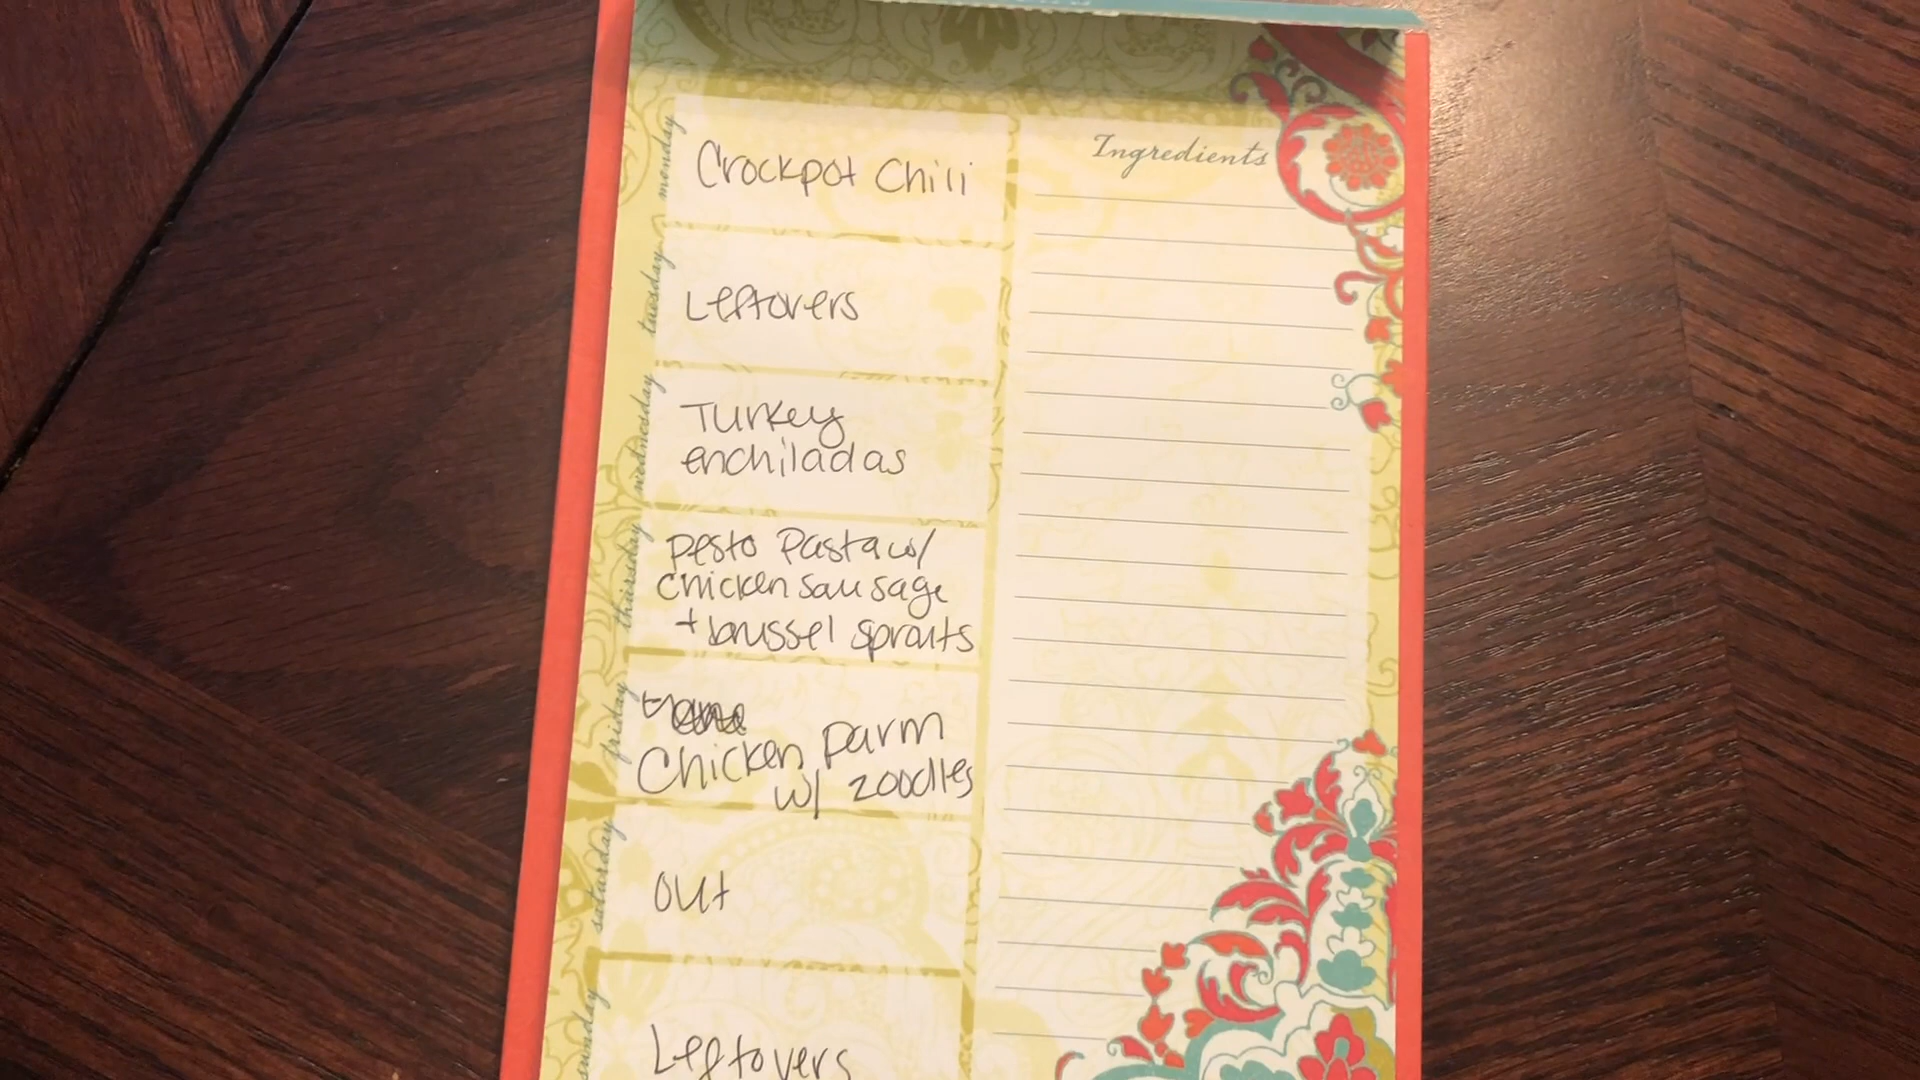 monday
Crockpot Chili
Ingredients
tuesday
Leftovers
wednesday
Turkey
enchiladas
thursday
pesto Pasta w/
chicken sausage
+ brussel sprouts
friday
Chicken parm
w/ zoodles
saturday
out
sunday
Leftovers